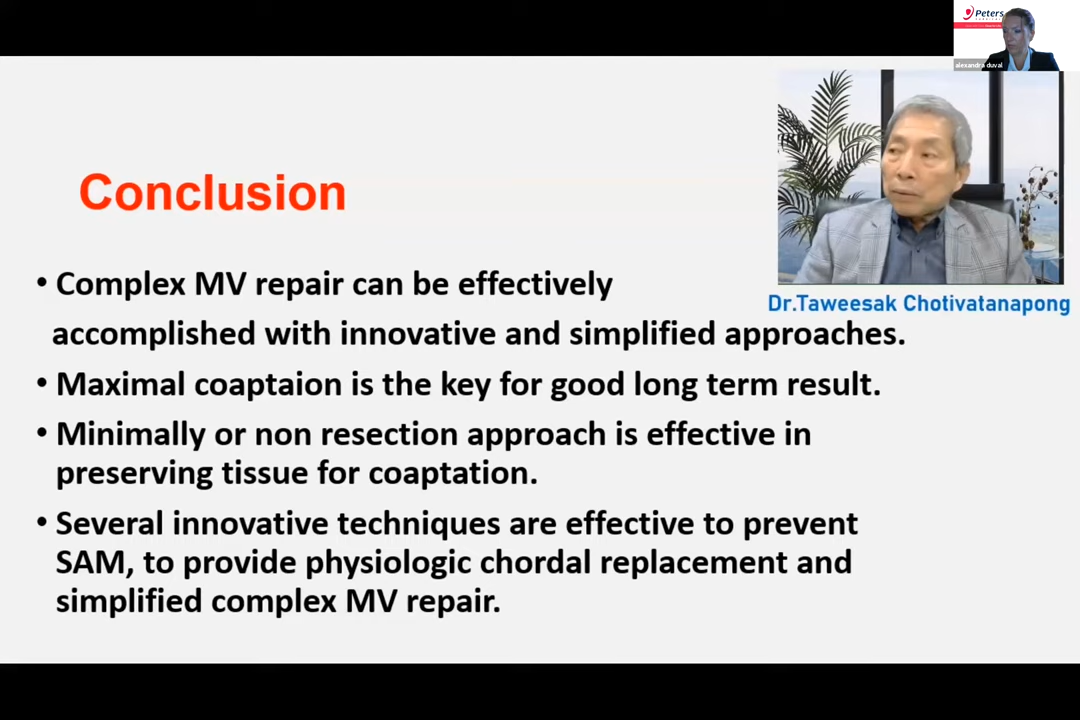 Peters
alexandra duval
Conclusion
Dr.Taweesak Chotivatanapong
• Complex MV repair can be effectively
accomplished with innovative and simplified approaches.
• Maximal coaptaion is the key for good long term result.
• Minimally or non resection approach is effective in
preserving tissue for coaptation.
• Several innovative techniques are effective to prevent
SAM, to provide physiologic chordal replacement and
simplified complex MV repair.